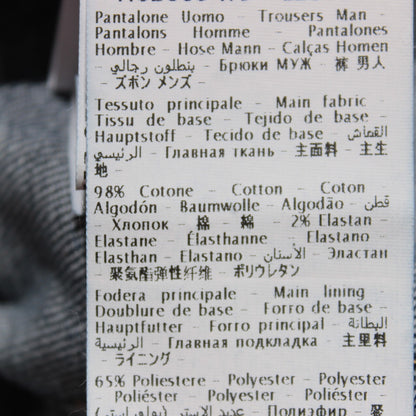 Pantalone Uomo - Trousers Man -
Pantalons Homme - Pantalones
Hombre - Hose Mann - Calças Homen
- بنطلون رجالي - Брюки МУЖ - 裤 男人
- ズボン メンズ -
Tessuto principale - Main fabric -
Tissu de base - Tejido de base -
Hauptstoff - Tecido de base - القماش
الرئيسي - Главная ткань - 主面料 - 主生
地 -
98% Cotone - Cotton - Coton
Algodón - Baumwolle - Algodão - قطن
- Хлопок - 棉 - 綿 - 2% Elastan -
Elastane - Élasthanne - Elastano -
Elasthan - Elastano - الأستان - Эластан
- 聚氨酯弹性纤维 - ポリウレタン
Fodera principale - Main lining -
Doublure de base - Forro de base -
Hauptfutter - Forro principal - البطانة
الرئيسية - Главная подкладка - 主里料
- ライニング -
65% Poliestere - Polyester - Polyester
Poliéster - Polyester - Poliéster